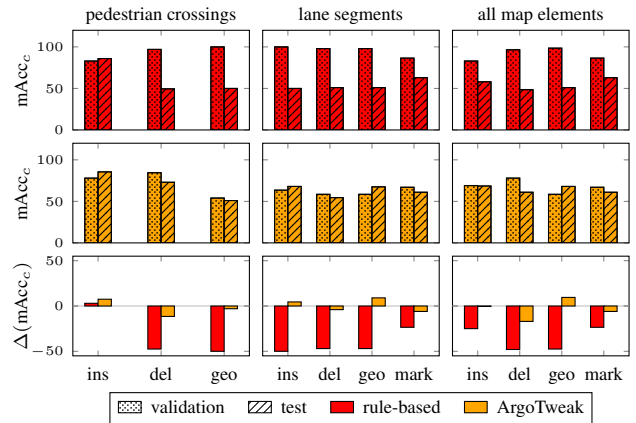 pedestrian crossings lane segments all map elements
mAcc_c
100
50
0
mAcc_c
100
50
0
Δ(mAcc_c)
0
−50
ins del geo ins del geo mark ins del geo mark
validation test rule-based ArgoTweak